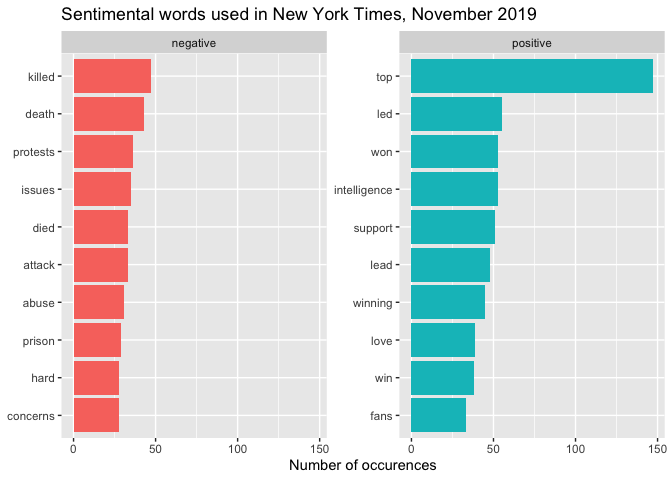 Sentimental words used in New York Times, November 2019
negative
killed
death
protests
issues
died
attack
abuse
prison
hard
concerns
0 50 100 150
positive
top
led
won
intelligence
support
lead
winning
love
win
fans
0 50 100 150
Number of occurences